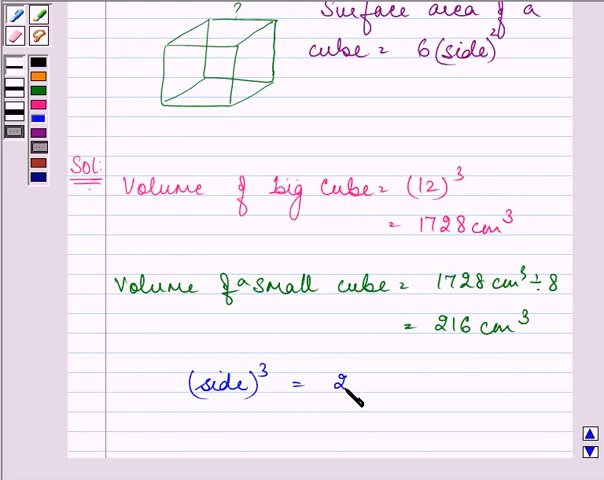 ?
Surface area of a
cube = 6(side)²
Sol:
Volume of big cube = (12)³
= 1728 cm³
Volume of a small cube = 1728 cm³ ÷ 8
= 216 cm³
(side)³ = 2